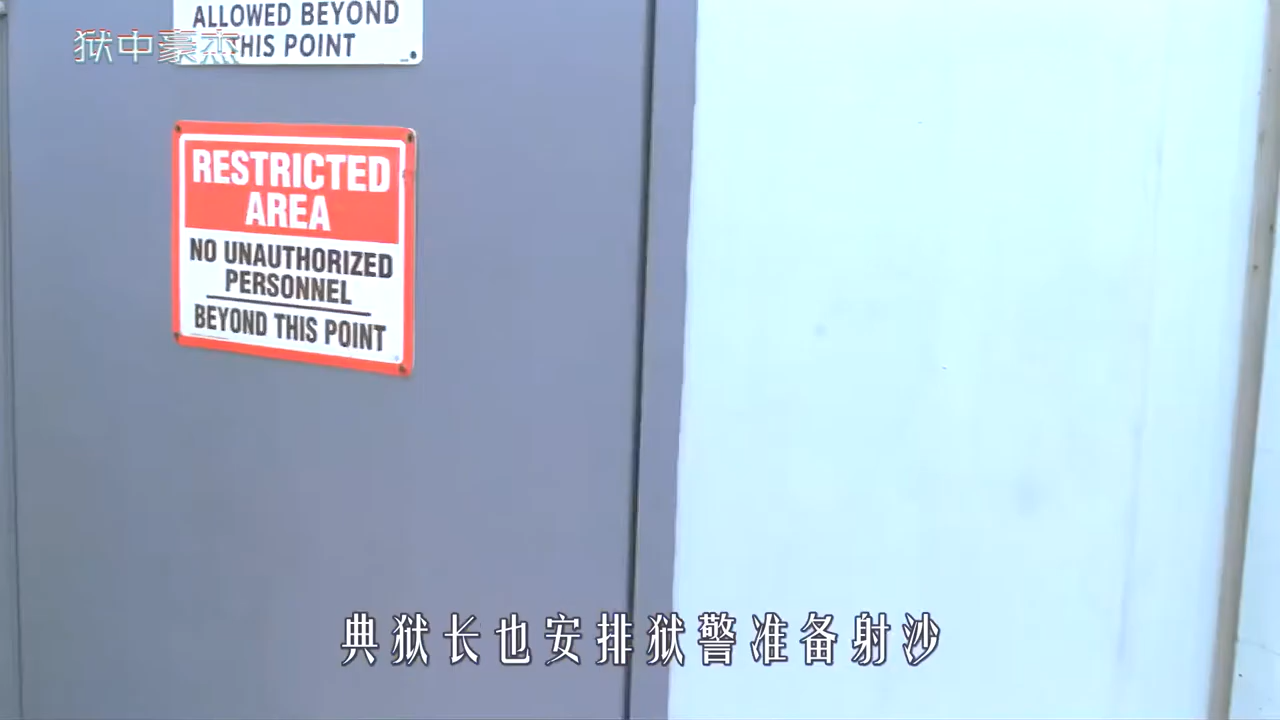 ALLOWED BEYOND
THIS POINT
狱中豪杰
RESTRICTED
AREA
NO UNAUTHORIZED
PERSONNEL
BEYOND THIS POINT
典狱长也安排狱警准备射沙